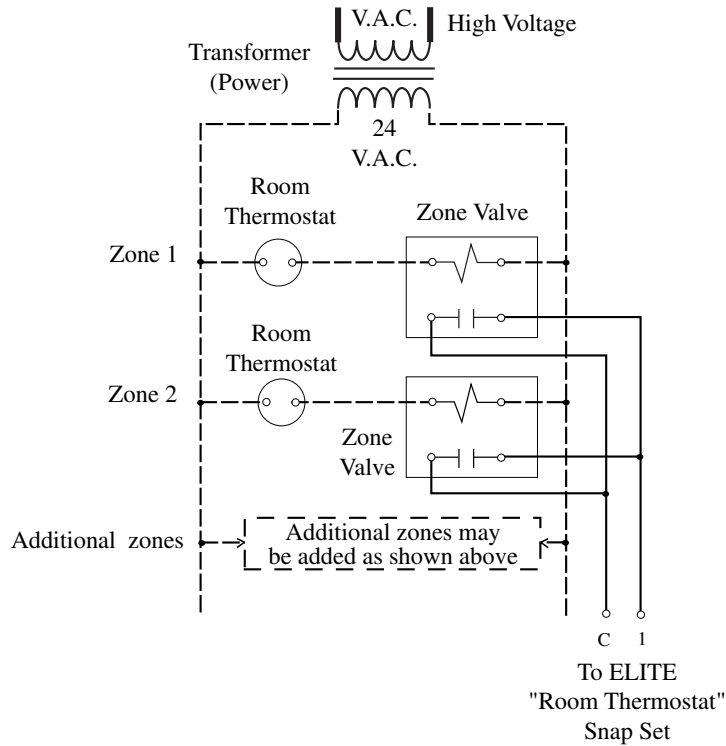 V.A.C.
High Voltage
Transformer
(Power)
24
V.A.C.
Room
Thermostat
Zone Valve
Zone 1
Room
Thermostat
Zone 2
Zone
Valve
Additional zones
Additional zones may
be added as shown above
C
1
To ELITE
"Room Thermostat"
Snap Set